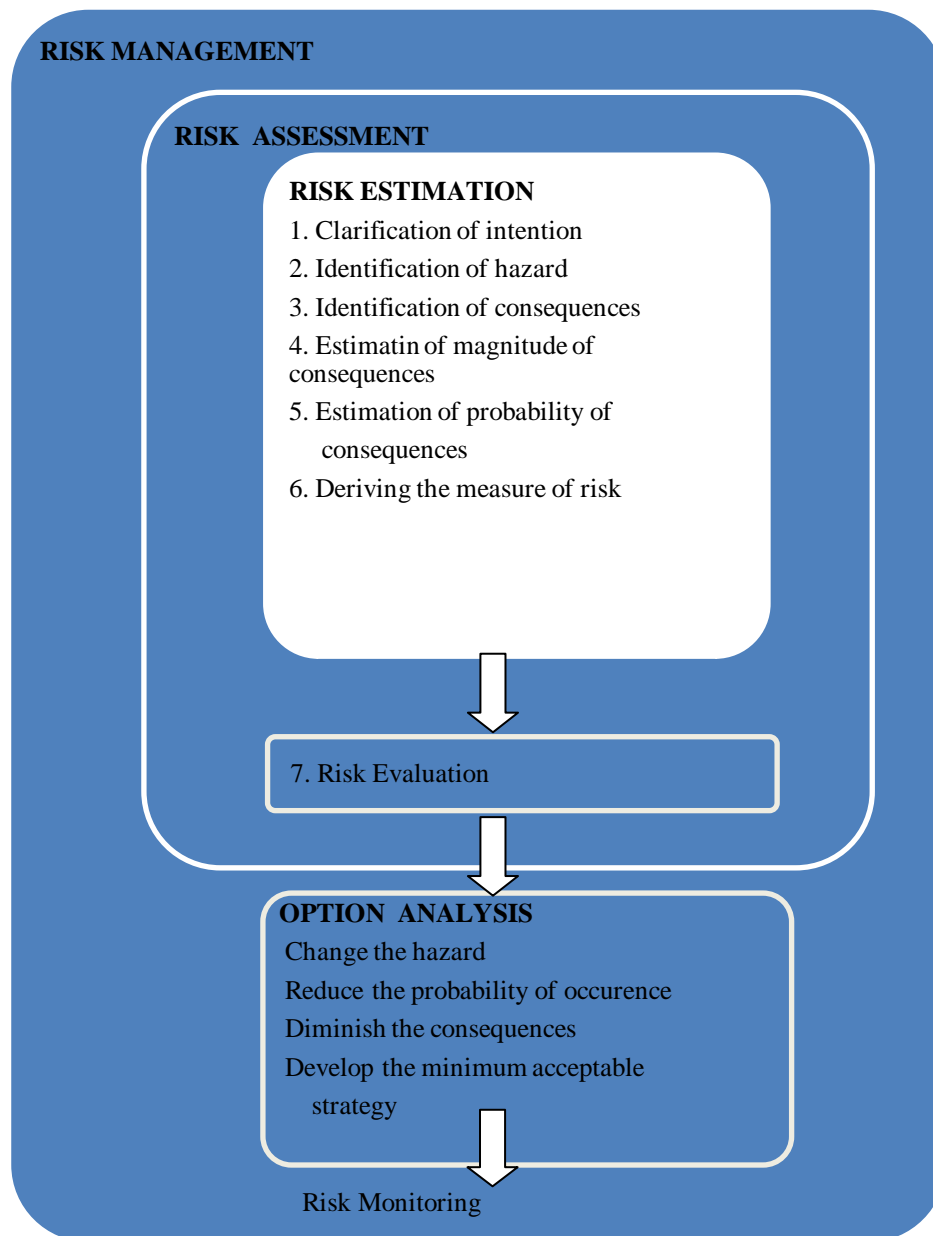 RISK MANAGEMENT
RISK ASSESSMENT
RISK ESTIMATION
1. Clarification of intention
2. Identification of hazard
3. Identification of consequences
4. Estimatin of magnitude of
consequences
5. Estimation of probability of
consequences
6. Deriving the measure of risk
7. Risk Evaluation
OPTION ANALYSIS
Change the hazard
Reduce the probability of occurence
Diminish the consequences
Develop the minimum acceptable
strategy
Risk Monitoring